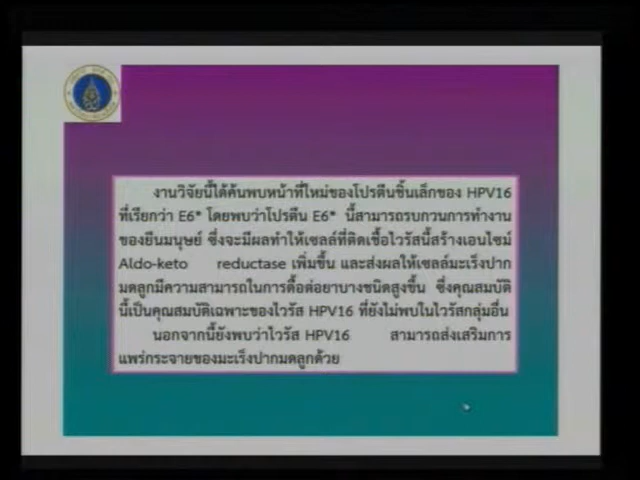 งานวิจัยนี้ได้ค้นพบหน้าที่ใหม่ของโปรตีนชิ้นเล็กของ HPV16
ที่เรียกว่า E6* โดยพบว่าโปรตีน E6* นี้สามารถรบกวนการทำงาน
ของยีนมนุษย์ ซึ่งจะมีผลทำให้เซลล์ที่ติดเชื้อไวรัสนี้สร้างเอนไซม์
Aldo-keto reductase เพิ่มขึ้น และส่งผลให้เซลล์มะเร็งปาก
มดลูกมีความสามารถในการดื้อต่อยาบางชนิดสูงขึ้น ซึ่งคุณสมบัติ
นี้เป็นคุณสมบัติเฉพาะของไวรัส HPV16 ที่ยังไม่พบในไวรัสกลุ่มอื่น
นอกจากนี้ยังพบว่าไวรัส HPV16 สามารถส่งเสริมการ
แพร่กระจายของมะเร็งปากมดลูกด้วย